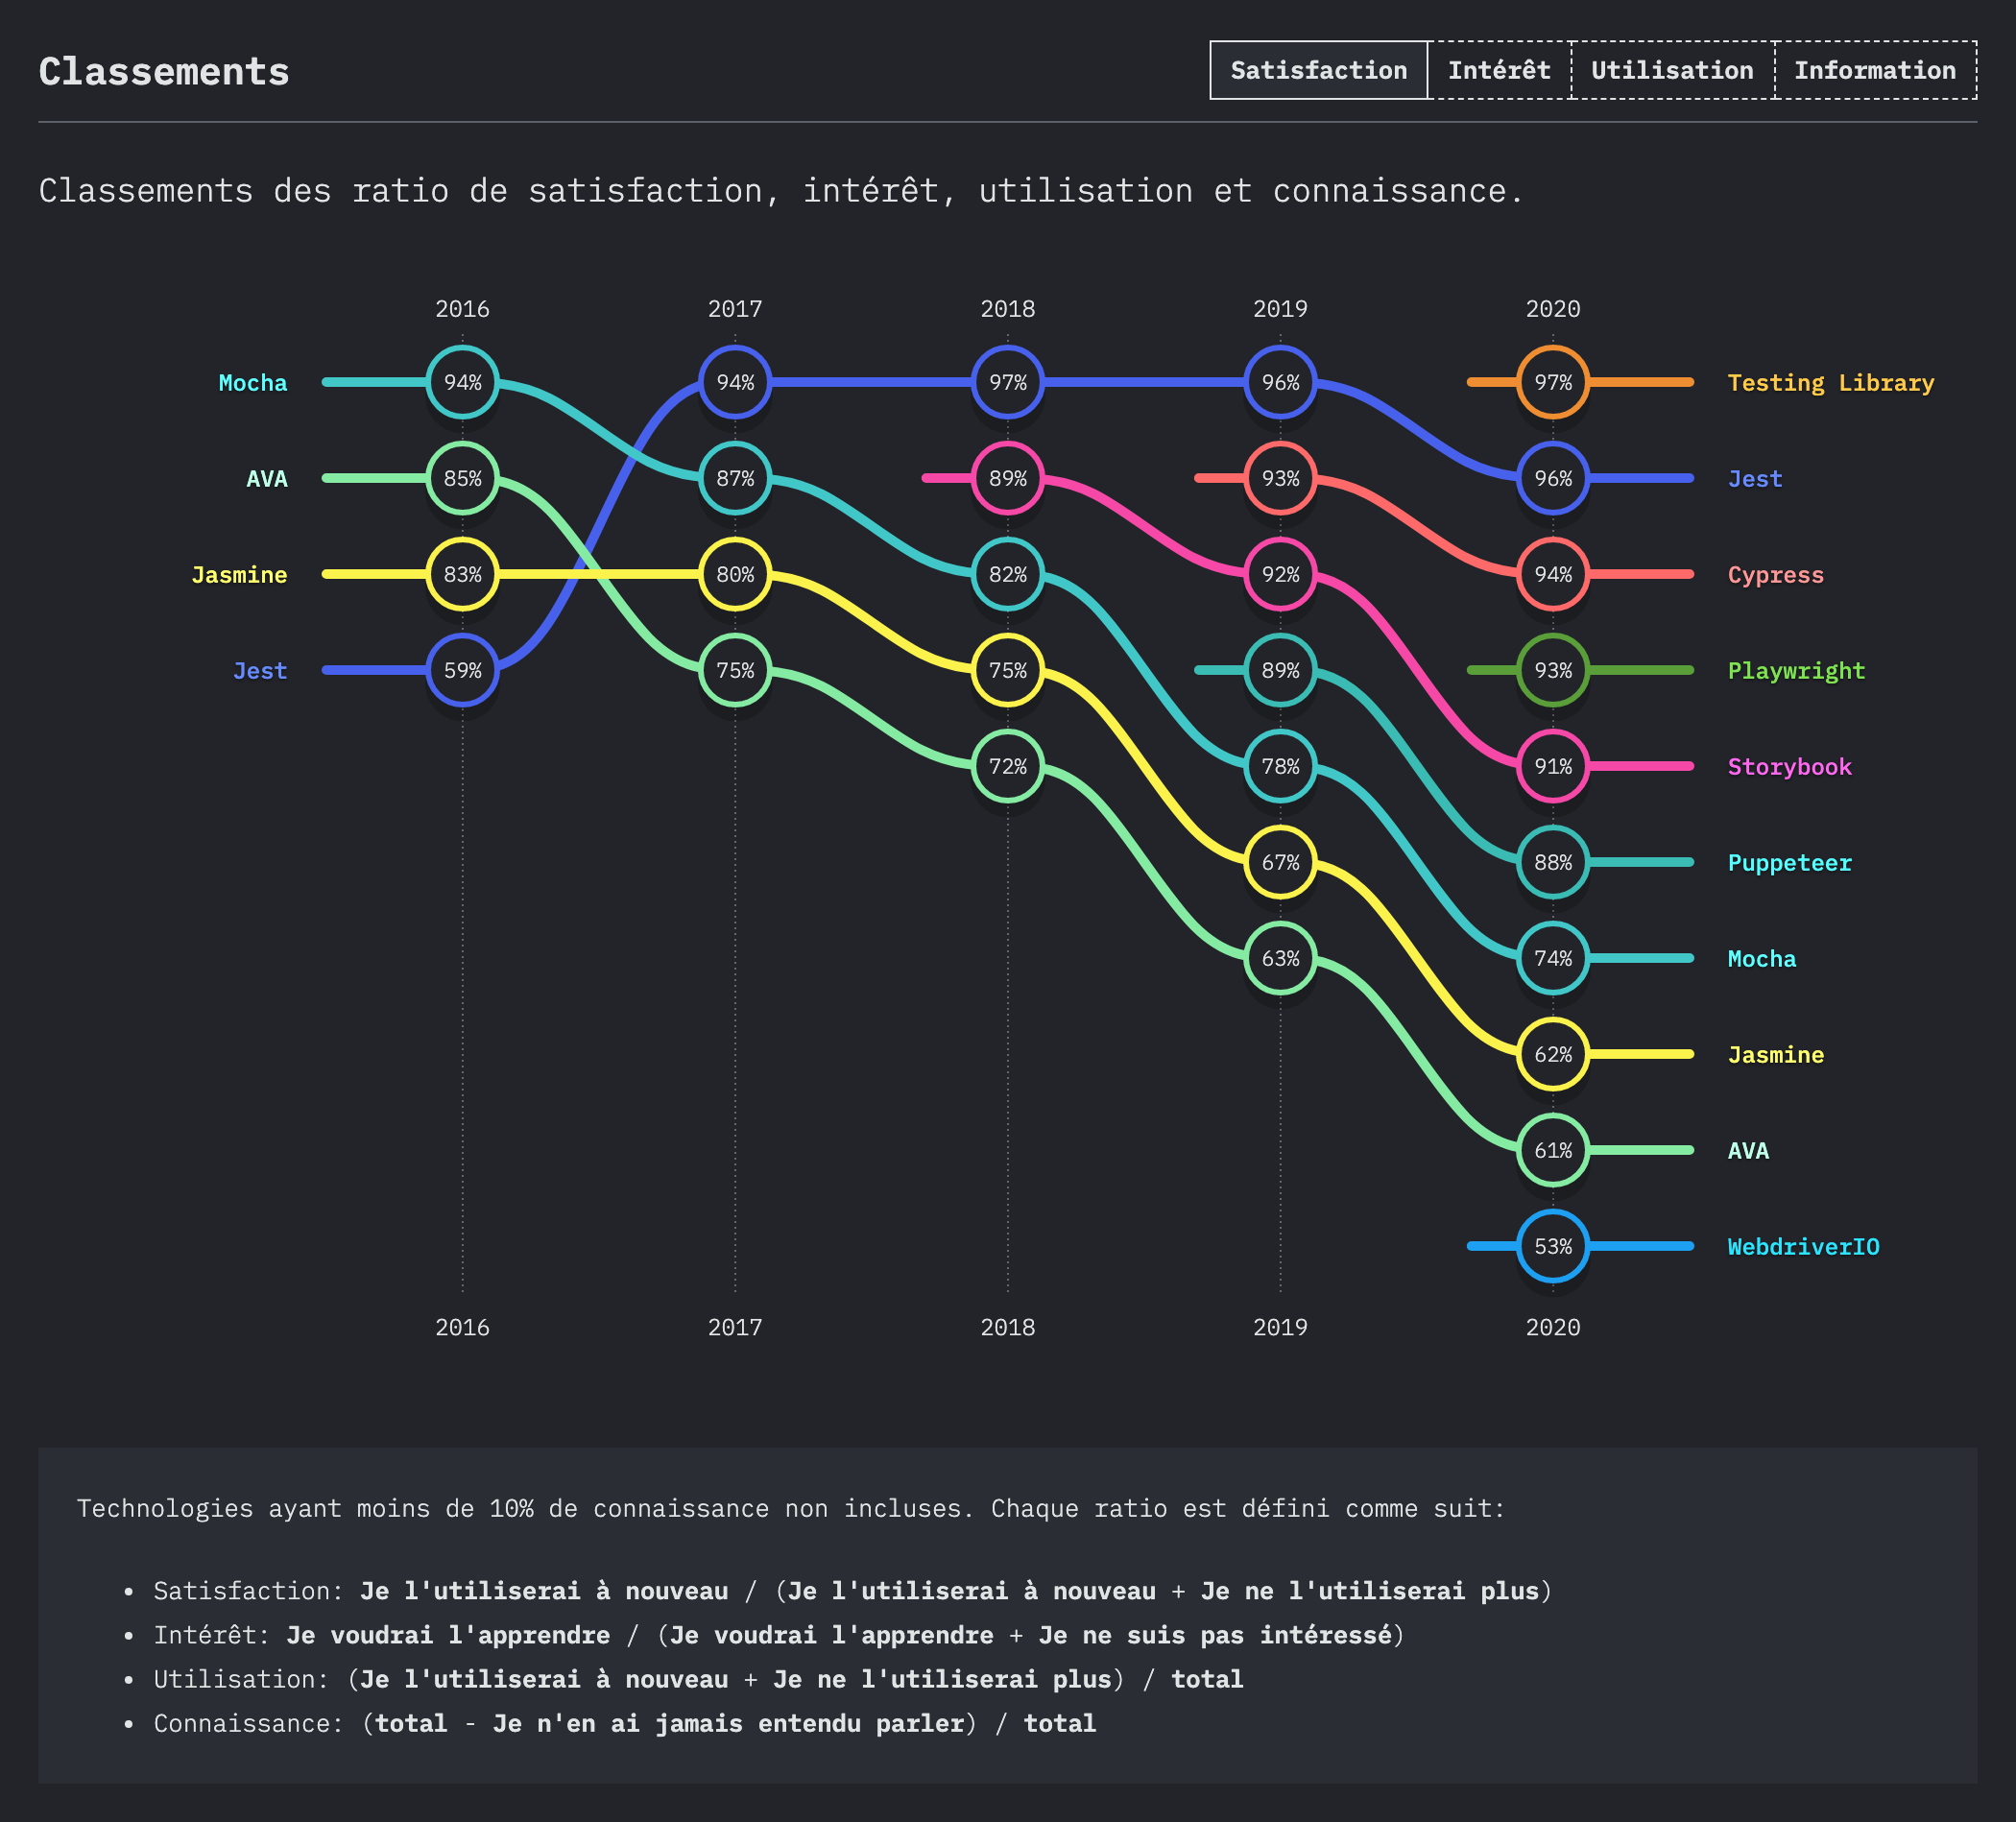 Classements
Satisfaction Intérêt Utilisation Information
Classements des ratio de satisfaction, intérêt, utilisation et connaissance.
2016 2017 2018 2019 2020
Mocha 94% 94% 97% 96% 97% Testing Library
AVA 85% 87% 89% 93% 96% Jest
Jasmine 83% 80% 82% 92% 94% Cypress
Jest 59% 75% 75% 89% 93% Playwright
72% 78% 91% Storybook
67% 88% Puppeteer
63% 74% Mocha
62% Jasmine
61% AVA
53% WebdriverIO
2016 2017 2018 2019 2020
Technologies ayant moins de 10% de connaissance non incluses. Chaque ratio est défini comme suit:
• Satisfaction: Je l'utiliserai à nouveau / (Je l'utiliserai à nouveau + Je ne l'utiliserai plus)
• Intérêt: Je voudrai l'apprendre / (Je voudrai l'apprendre + Je ne suis pas intéressé)
• Utilisation: (Je l'utiliserai à nouveau + Je ne l'utiliserai plus) / total
• Connaissance: (total - Je n'en ai jamais entendu parler) / total